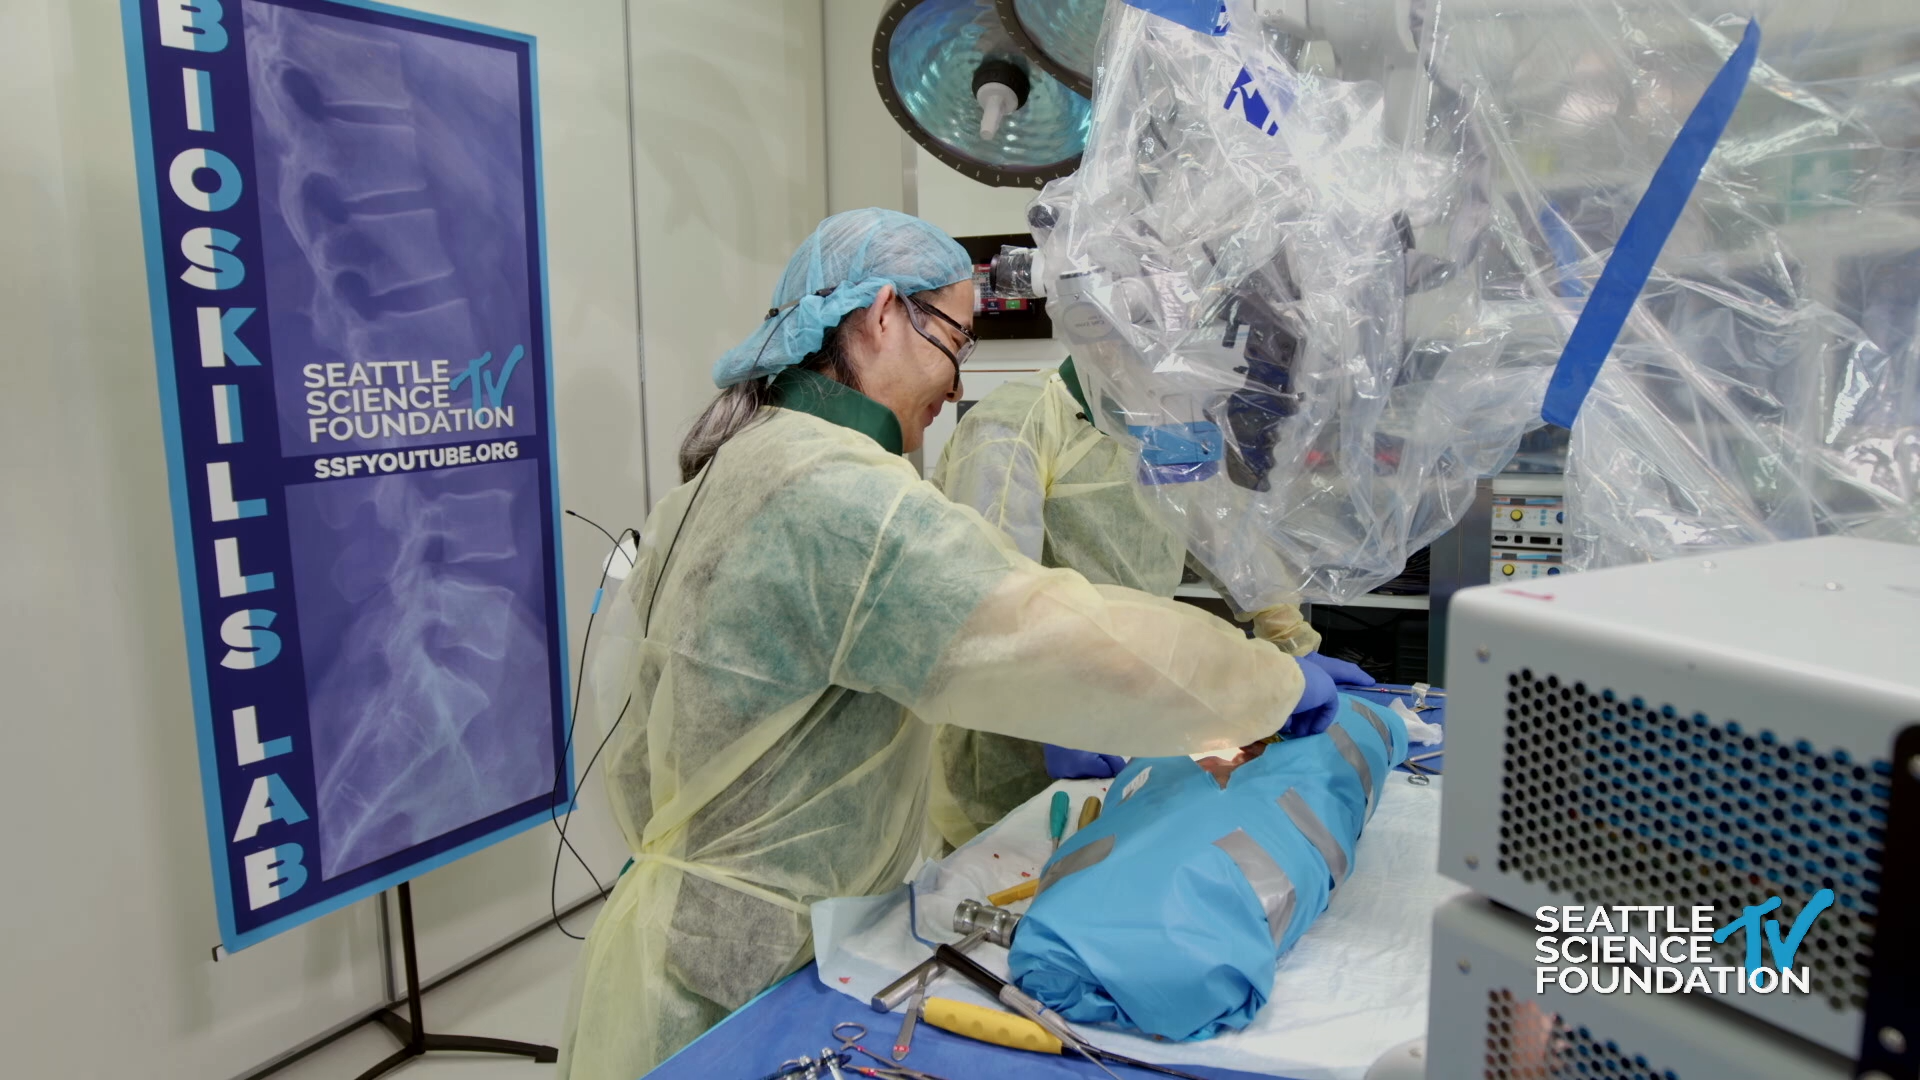 BIOSKILLS LAB
SEATTLE
SCIENCE TV
FOUNDATION
SSFYOUTUBE.ORG
SEATTLE
SCIENCE TV
FOUNDATION